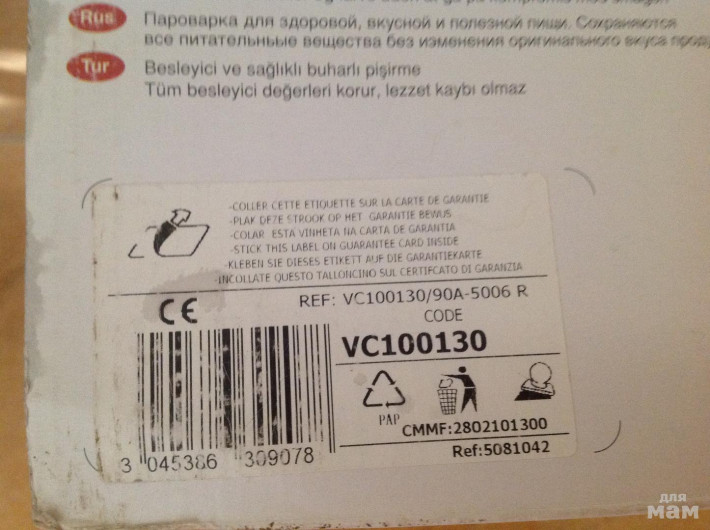 Rus
Пароварка для здоровой, вкусной и полезной пищи. Сохраняются
все питательные вещества без изменения оригинального вкуса
Tur
Besleyici ve sağlıklı buharlı pişirme
Tüm besleyici değerleri korur, lezzet kaybı olmaz
-COLLER CETTE ETIQUETTE SUR LA CARTE DE GARANTIE
-PLAK DEZE STROOK OP HET GARANTIE BEWIJS
-COLAR ESTA VINHETA NA CARTA DE GARANTIA
-STICK THIS LABEL ON GUARANTEE CARD INSIDE
-KLEBEN SIE DIESES ETIKETT AUF DIE GARANTIEKARTE
-INCOLLATE QUESTO TALLONCINO SUL CERTIFCATO DI GARANZIA
CE
REF: VC100130/90A-5006 R
CODE
VC100130
PAP
CMMF:2802101300
Ref:5081042
3 045386 309078
для
мам